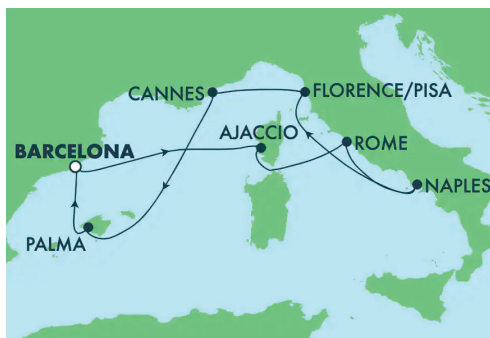 CANNES
FLORENCE/PISA
AJACCIO
ROME
BARCELONA
NAPLES
PALMA